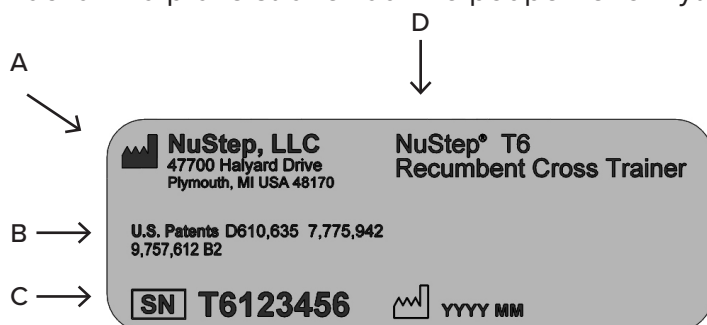 D
A
NuStep, LLC
47700 Halyard Drive
Plymouth, MI USA 48170
NuStep® T6
Recumbent Cross Trainer
B
U.S. Patents D610,635 7,775,942
9,757,612 B2
C
SN T6123456
YYYY MM